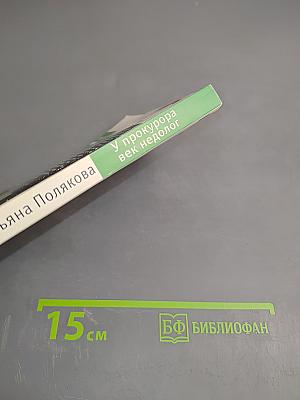 У прокурора
век недолог
ьяна Полякова
15 см
БФ БИБЛИОФАН